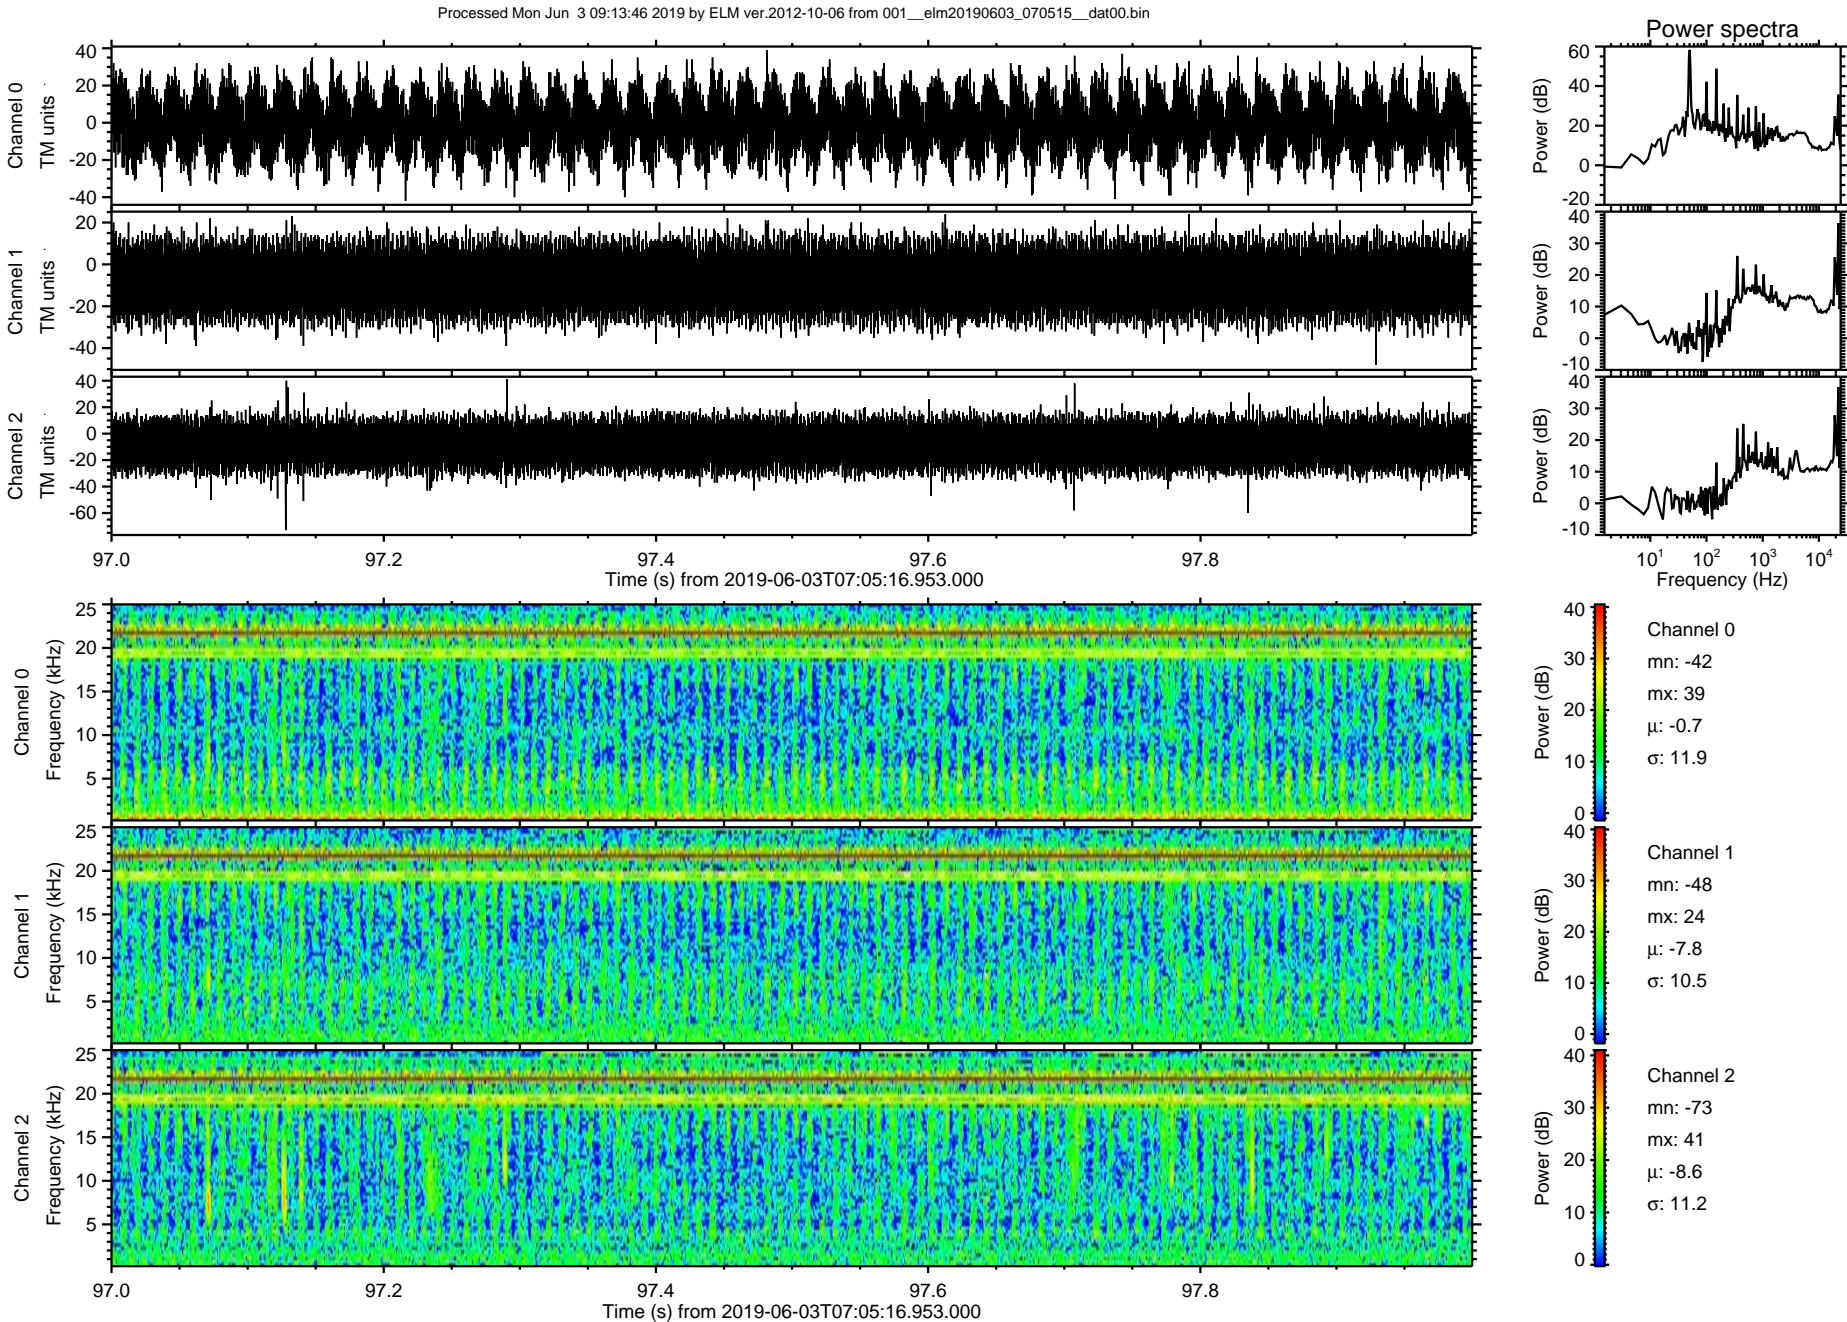 Processed Mon Jun  3 09:13:46 2019 by ELM ver.2012-10-06 from 001__elm20190603_070515__dat00.bin
Power spectra
Channel 0
TM units
40
20
0
-20
-40
Power (dB)
60
40
20
0
-20
Channel 1
TM units
20
0
-20
-40
Power (dB)
40
30
20
10
0
-10
Channel 2
TM units
40
20
0
-20
-40
-60
Power (dB)
40
30
20
10
0
-10
97.0 97.2 97.4 97.6 97.8
Time (s) from 2019-06-03T07:05:16.953.000
10^1 10^2 10^3 10^4
Frequency (Hz)
Channel 0
Frequency (kHz)
25
20
15
10
5
Power (dB)
40
30
20
10
0
Channel 0
mn: -42
mx: 39
μ: -0.7
σ: 11.9
Channel 1
Frequency (kHz)
25
20
15
10
5
Power (dB)
40
30
20
10
0
Channel 1
mn: -48
mx: 24
μ: -7.8
σ: 10.5
Channel 2
Frequency (kHz)
25
20
15
10
5
Power (dB)
40
30
20
10
0
Channel 2
mn: -73
mx: 41
μ: -8.6
σ: 11.2
97.0 97.2 97.4 97.6 97.8
Time (s) from 2019-06-03T07:05:16.953.000